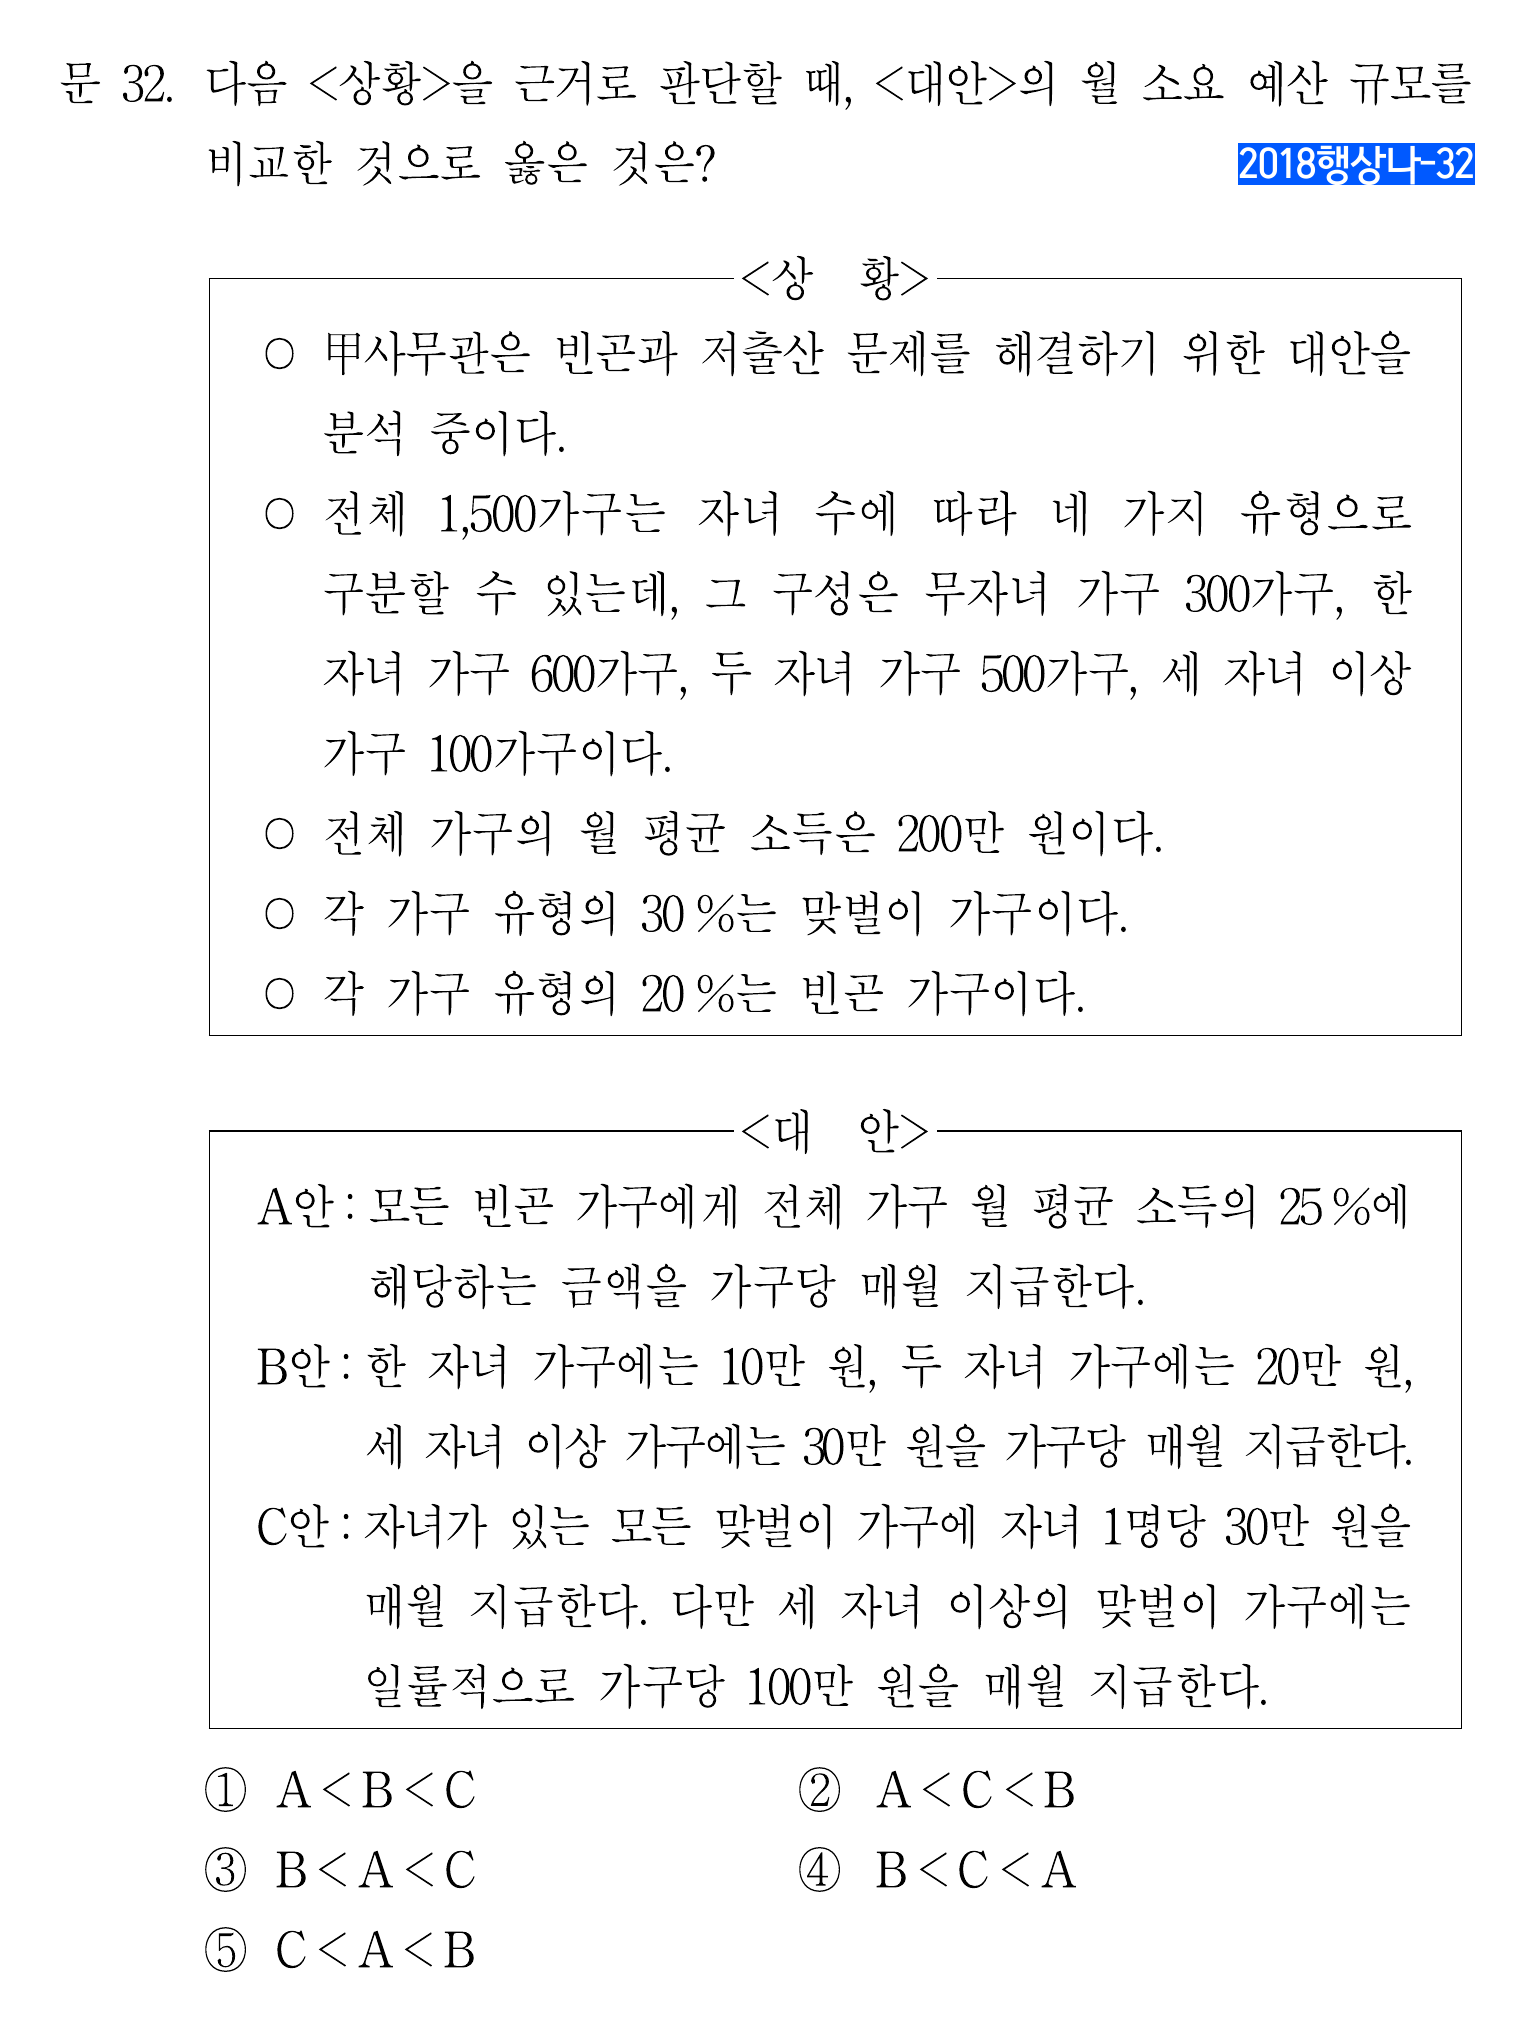 문 32. 다음 <상황>을 근거로 판단할 때, <대안>의 월 소요 예산 규모를
비교한 것으로 옳은 것은?
2018행상나-32
<상 황>
○ 甲사무관은 빈곤과 저출산 문제를 해결하기 위한 대안을
분석 중이다.
○ 전체 1,500가구는 자녀 수에 따라 네 가지 유형으로
구분할 수 있는데, 그 구성은 무자녀 가구 300가구, 한
자녀 가구 600가구, 두 자녀 가구 500가구, 세 자녀 이상
가구 100가구이다.
○ 전체 가구의 월 평균 소득은 200만 원이다.
○ 각 가구 유형의 30%는 맞벌이 가구이다.
○ 각 가구 유형의 20%는 빈곤 가구이다.
<대 안>
A안: 모든 빈곤 가구에게 전체 가구 월 평균 소득의 25%에
해당하는 금액을 가구당 매월 지급한다.
B안: 한 자녀 가구에는 10만 원, 두 자녀 가구에는 20만 원,
세 자녀 이상 가구에는 30만 원을 가구당 매월 지급한다.
C안: 자녀가 있는 모든 맞벌이 가구에 자녀 1명당 30만 원을
매월 지급한다. 다만 세 자녀 이상의 맞벌이 가구에는
일률적으로 가구당 100만 원을 매월 지급한다.
① A<B<C ② A<C<B
③ B<A<C ④ B<C<A
⑤ C<A<B